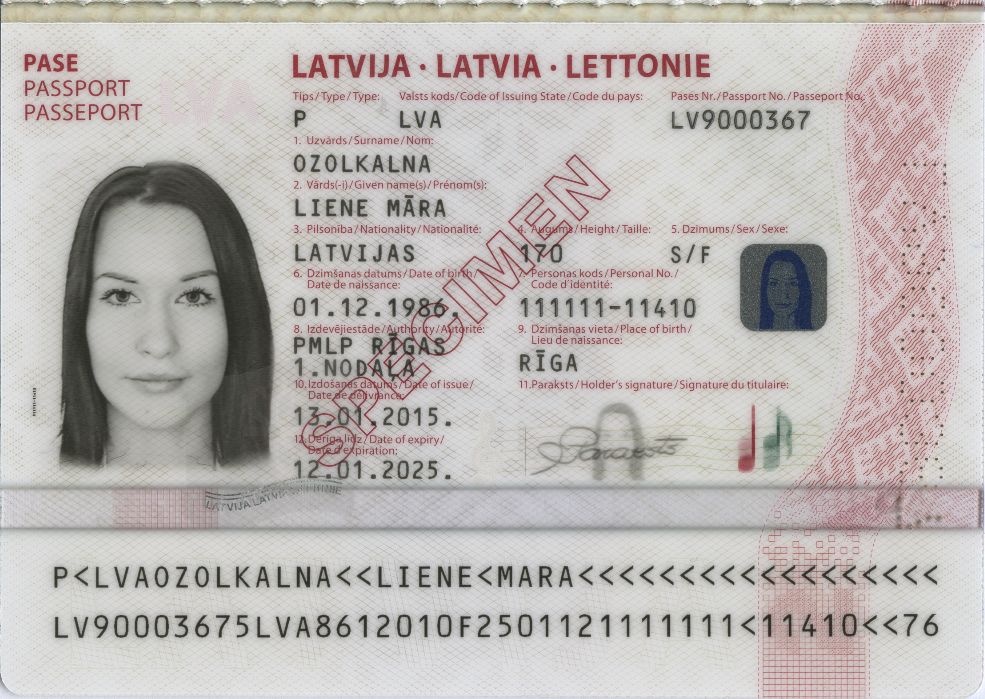 PASE
PASSPORT
PASSEPORT
LVA
LATVIJA · LATVIA · LETTONIE
Tips/Type/Type: Valsts kods/Code of Issuing State/Code du pays: Pases Nr./Passport No./Passeport No.
P LVA LV9000367
1. Uzvārds/Surname/Nom:
OZOLKALNA
2. Vārds(-i)/Given name(s)/Prénom(s):
LIENE MĀRA
3. Pilsonība/Nationality/Nationalité: 4. Augums/Height/Taille: 5. Dzimums/Sex/Sexe:
LATVIJAS 170 S/F
6. Dzimšanas datums/Date of birth/ 7. Personas kods/Personal No./
Date de naissance: Code d'identité:
01.12.1986. 111111-11410
8. Izdevējiestāde/Authority/Autorité: 9. Dzimšanas vieta/Place of birth/
Lieu de naissance:
PMLP RĪGAS RĪGA
1.NODAĻA
10.Izdošanas datums/Date of issue/ 11.Paraksts/Holder's signature/Signature du titulaire:
Date de délivrance:
13.01.2015.
12.Derīga līdz/Date of expiry/
Date d'expiration:
12.01.2025.
SPECIMEN
LATVIJA LATVIA
P<LVAOZOLKALNA<<LIENE<MARA<<<<<<<<<<<<<<<<<<
LV90003675LVA8612010F2501121111111<11410<<76